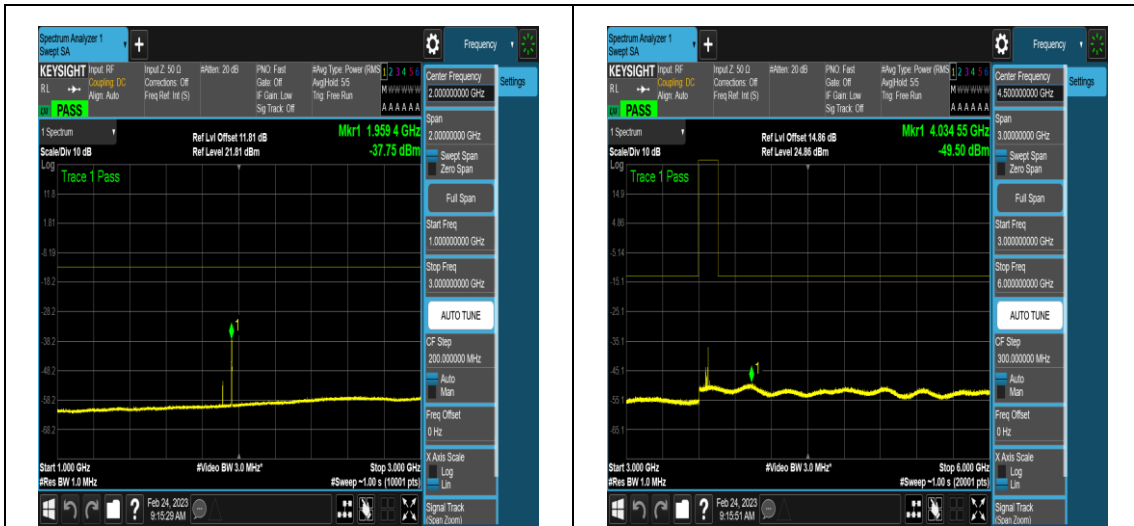 Spectrum Analyzer 1
Swept SA
+
Frequency
KEYSIGHT
Input: RF
Coupling: DC
Align: Auto
RL
Input Z: 50 Ω
Corrections: Off
Freq Ref: Int (S)
#Atten: 20 dB
PNO: Fast
Gate: Off
IF Gain: Low
Sig Track: Off
#Avg Type: Power (RMS
Avg|Hold: 5/5
Trig: Free Run
1 2 3 4 5 6
M W W W W W
A A A A A A
PASS
Center Frequency
2.000000000 GHz
Settings
Span
2.00000000 GHz
Swept Span
Zero Span
Full Span
Start Freq
1.000000000 GHz
Stop Freq
3.000000000 GHz
AUTO TUNE
CF Step
200.000000 MHz
Auto
Man
Freq Offset
0 Hz
X Axis Scale
Log
Lin
Signal Track
(Span Zoom)
1 Spectrum
Scale/Div 10 dB
Ref Lvl Offset 11.81 dB
Ref Level 21.81 dBm
Mkr1 1.959 4 GHz
-37.75 dBm
Log
Trace 1 Pass
11.8
1.81
-8.19
-18.2
-28.2
-38.2
-48.2
-58.2
-68.2
1
Start 1.000 GHz
#Res BW 1.0 MHz
#Video BW 3.0 MHz*
Stop 3.000 GHz
#Sweep ~1.00 s (10001 pts)
?
Feb 24, 2023
9:15:29 AM
Spectrum Analyzer 1
Swept SA
+
Frequency
KEYSIGHT
Input: RF
Coupling: DC
Align: Auto
RL
Input Z: 50 Ω
Corrections: Off
Freq Ref: Int (S)
#Atten: 20 dB
PNO: Fast
Gate: Off
IF Gain: Low
Sig Track: Off
#Avg Type: Power (RMS
Avg|Hold: 5/5
Trig: Free Run
1 2 3 4 5 6
M W W W W W
A A A A A A
PASS
Center Frequency
4.500000000 GHz
Settings
Span
3.00000000 GHz
Swept Span
Zero Span
Full Span
Start Freq
3.000000000 GHz
Stop Freq
6.000000000 GHz
AUTO TUNE
CF Step
300.000000 MHz
Auto
Man
Freq Offset
0 Hz
X Axis Scale
Log
Lin
Signal Track
(Span Zoom)
1 Spectrum
Scale/Div 10 dB
Ref Lvl Offset 14.86 dB
Ref Level 24.86 dBm
Mkr1 4.034 55 GHz
-49.50 dBm
Log
Trace 1 Pass
14.9
4.86
-5.14
-15.1
-25.1
-35.1
-45.1
-55.1
-65.1
1
Start 3.000 GHz
#Res BW 1.0 MHz
#Video BW 3.0 MHz*
Stop 6.000 GHz
#Sweep ~1.00 s (20001 pts)
?
Feb 24, 2023
9:15:51 AM